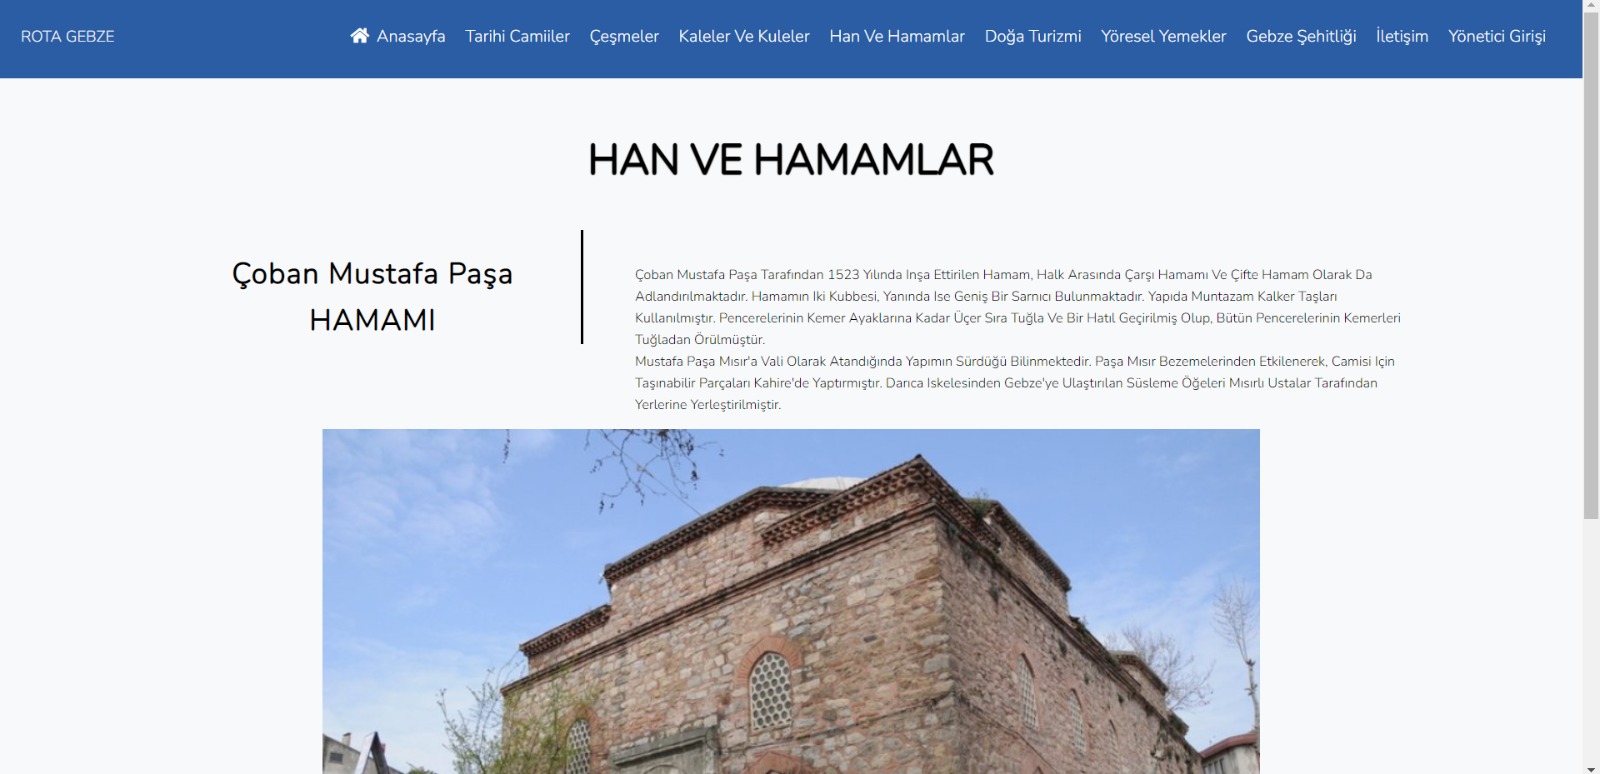 ROTA GEBZE
Anasayfa Tarihi Camiiler Çeşmeler Kaleler Ve Kuleler Han Ve Hamamlar Doğa Turizmi Yöresel Yemekler Gebze Şehitliği İletişim Yönetici Girişi
HAN VE HAMAMLAR
Çoban Mustafa Paşa
HAMAMI
Çoban Mustafa Paşa Tarafından 1523 Yılında Inşa Ettirilen Hamam, Halk Arasında Çarşı Hamamı Ve Çifte Hamam Olarak Da
Adlandırılmaktadır. Hamamın Iki Kubbesi, Yanında Ise Geniş Bir Sarnıcı Bulunmaktadır. Yapıda Muntazam Kalker Taşları
Kullanılmıştır. Pencerelerinin Kemer Ayaklarına Kadar Üçer Sıra Tuğla Ve Bir Hatıl Geçirilmiş Olup, Bütün Pencerelerinin Kemerleri
Tuğladan Örülmüştür.
Mustafa Paşa Mısır'a Vali Olarak Atandığında Yapımın Sürdüğü Bilinmektedir. Paşa Mısır Bezemelerinden Etkilenerek, Camisi Için
Taşınabilir Parçaları Kahire'de Yaptırmıştır. Darıca Iskelesinden Gebze'ye Ulaştırılan Süsleme Öğeleri Mısırlı Ustalar Tarafından
Yerlerine Yerleştirilmiştir.